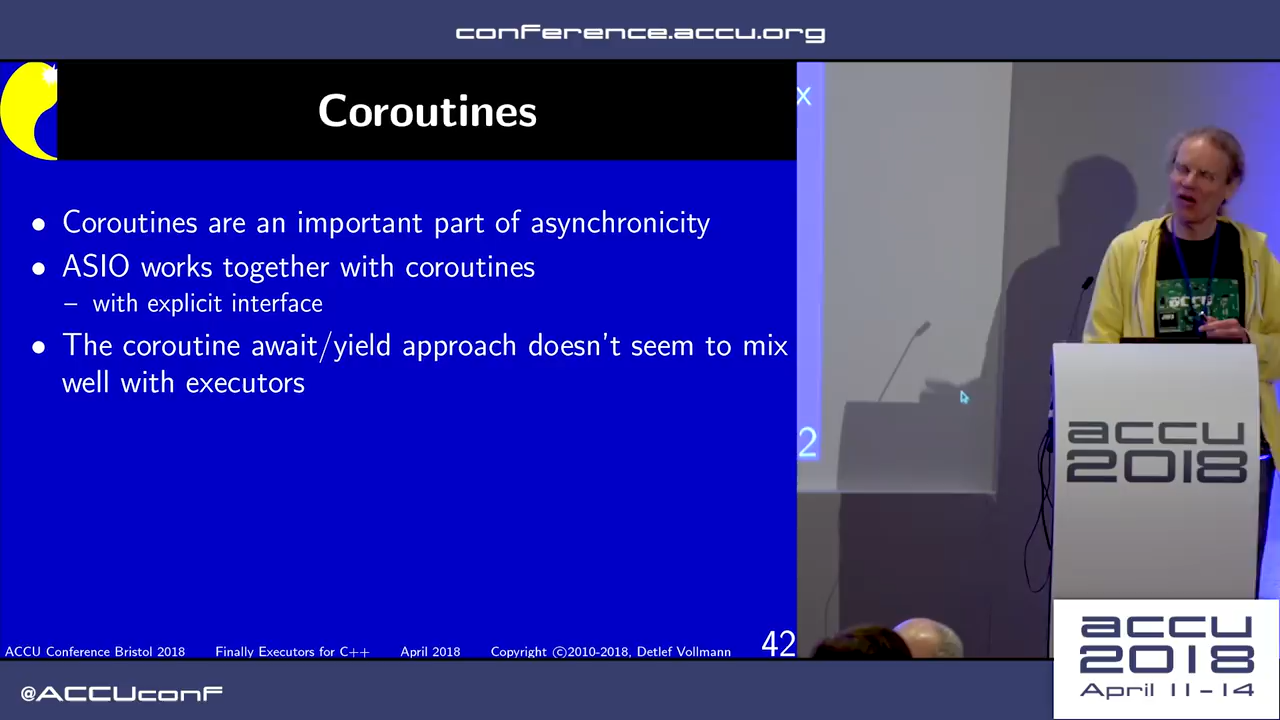 conference.accu.org
Coroutines
• Coroutines are an important part of asynchronicity
• ASIO works together with coroutines
– with explicit interface
• The coroutine await/yield approach doesn't seem to mix
well with executors
ACCU Conference Bristol 2018 Finally Executors for C++ April 2018 Copyright ©2010-2018, Detlef Vollmann 42
x
2
accu
accu
2018
accu
2018
April 11-14
@ACCUconf